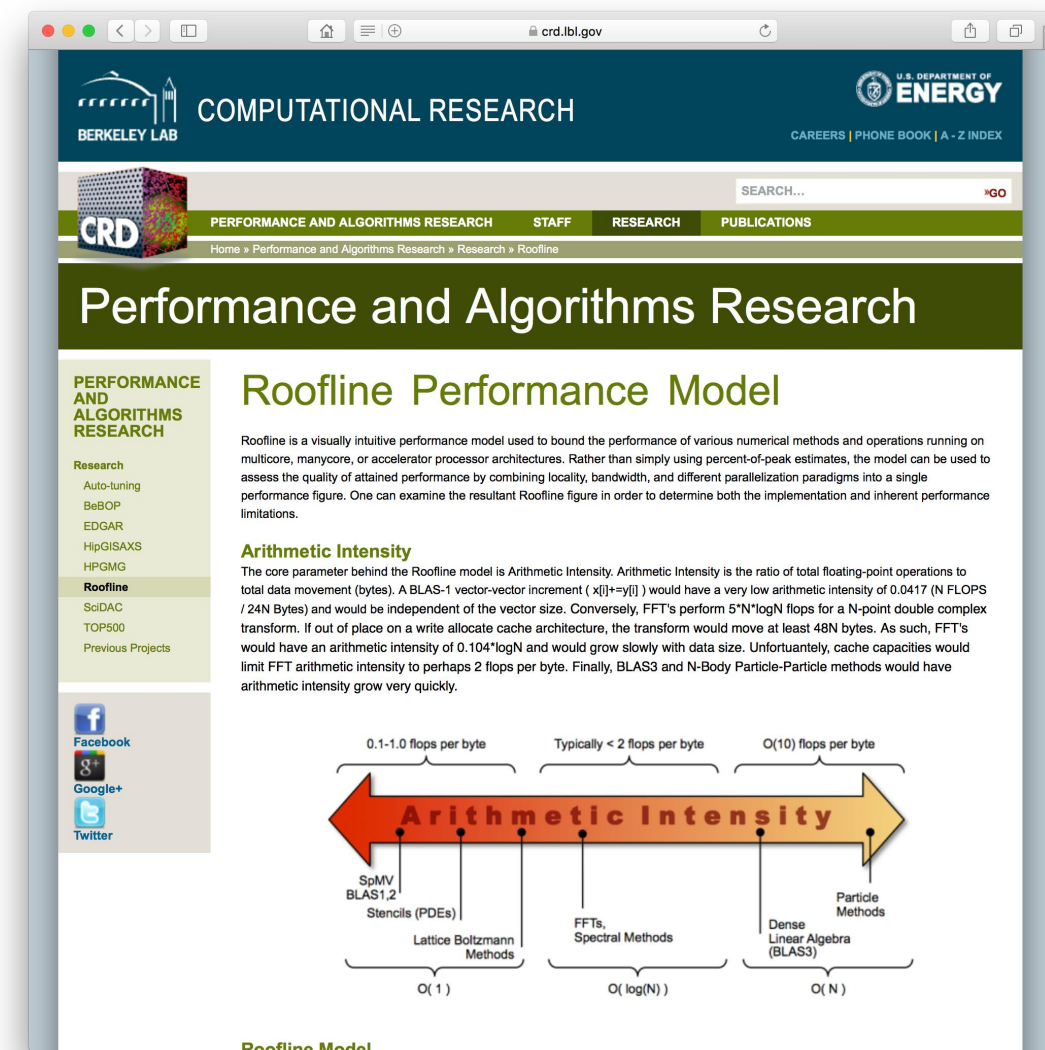 crd.lbl.gov
BERKELEY LAB
COMPUTATIONAL RESEARCH
U.S. DEPARTMENT OF
ENERGY
CAREERS | PHONE BOOK | A - Z INDEX
SEARCH...
»GO
CRD
PERFORMANCE AND ALGORITHMS RESEARCH STAFF RESEARCH PUBLICATIONS
Home » Performance and Algorithms Research » Research » Roofline
Performance and Algorithms Research
PERFORMANCE
AND
ALGORITHMS
RESEARCH
Research
Auto-tuning
BeBOP
EDGAR
HipGISAXS
HPGMG
Roofline
SciDAC
TOP500
Previous Projects
Facebook
Google+
Twitter
Roofline Performance Model
Roofline is a visually intuitive performance model used to bound the performance of various numerical methods and operations running on
multicore, manycore, or accelerator processor architectures. Rather than simply using percent-of-peak estimates, the model can be used to
assess the quality of attained performance by combining locality, bandwidth, and different parallelization paradigms into a single
performance figure. One can examine the resultant Roofline figure in order to determine both the implementation and inherent performance
limitations.
Arithmetic Intensity
The core parameter behind the Roofline model is Arithmetic Intensity. Arithmetic Intensity is the ratio of total floating-point operations to
total data movement (bytes). A BLAS-1 vector-vector increment ( x[i]+=y[i] ) would have a very low arithmetic intensity of 0.0417 (N FLOPS
/ 24N Bytes) and would be independent of the vector size. Conversely, FFT's perform 5*N*logN flops for a N-point double complex
transform. If out of place on a write allocate cache architecture, the transform would move at least 48N bytes. As such, FFT's
would have an arithmetic intensity of 0.104*logN and would grow slowly with data size. Unfortuantely, cache capacities would
limit FFT arithmetic intensity to perhaps 2 flops per byte. Finally, BLAS3 and N-Body Particle-Particle methods would have
arithmetic intensity grow very quickly.
0.1-1.0 flops per byte
Typically < 2 flops per byte
O(10) flops per byte
Arithmetic Intensity
SpMV
BLAS1,2
Stencils (PDEs)
Lattice Boltzmann
Methods
FFTs,
Spectral Methods
Dense
Linear Algebra
(BLAS3)
Particle
Methods
O( 1 )
O( log(N) )
O( N )
Roofline Model